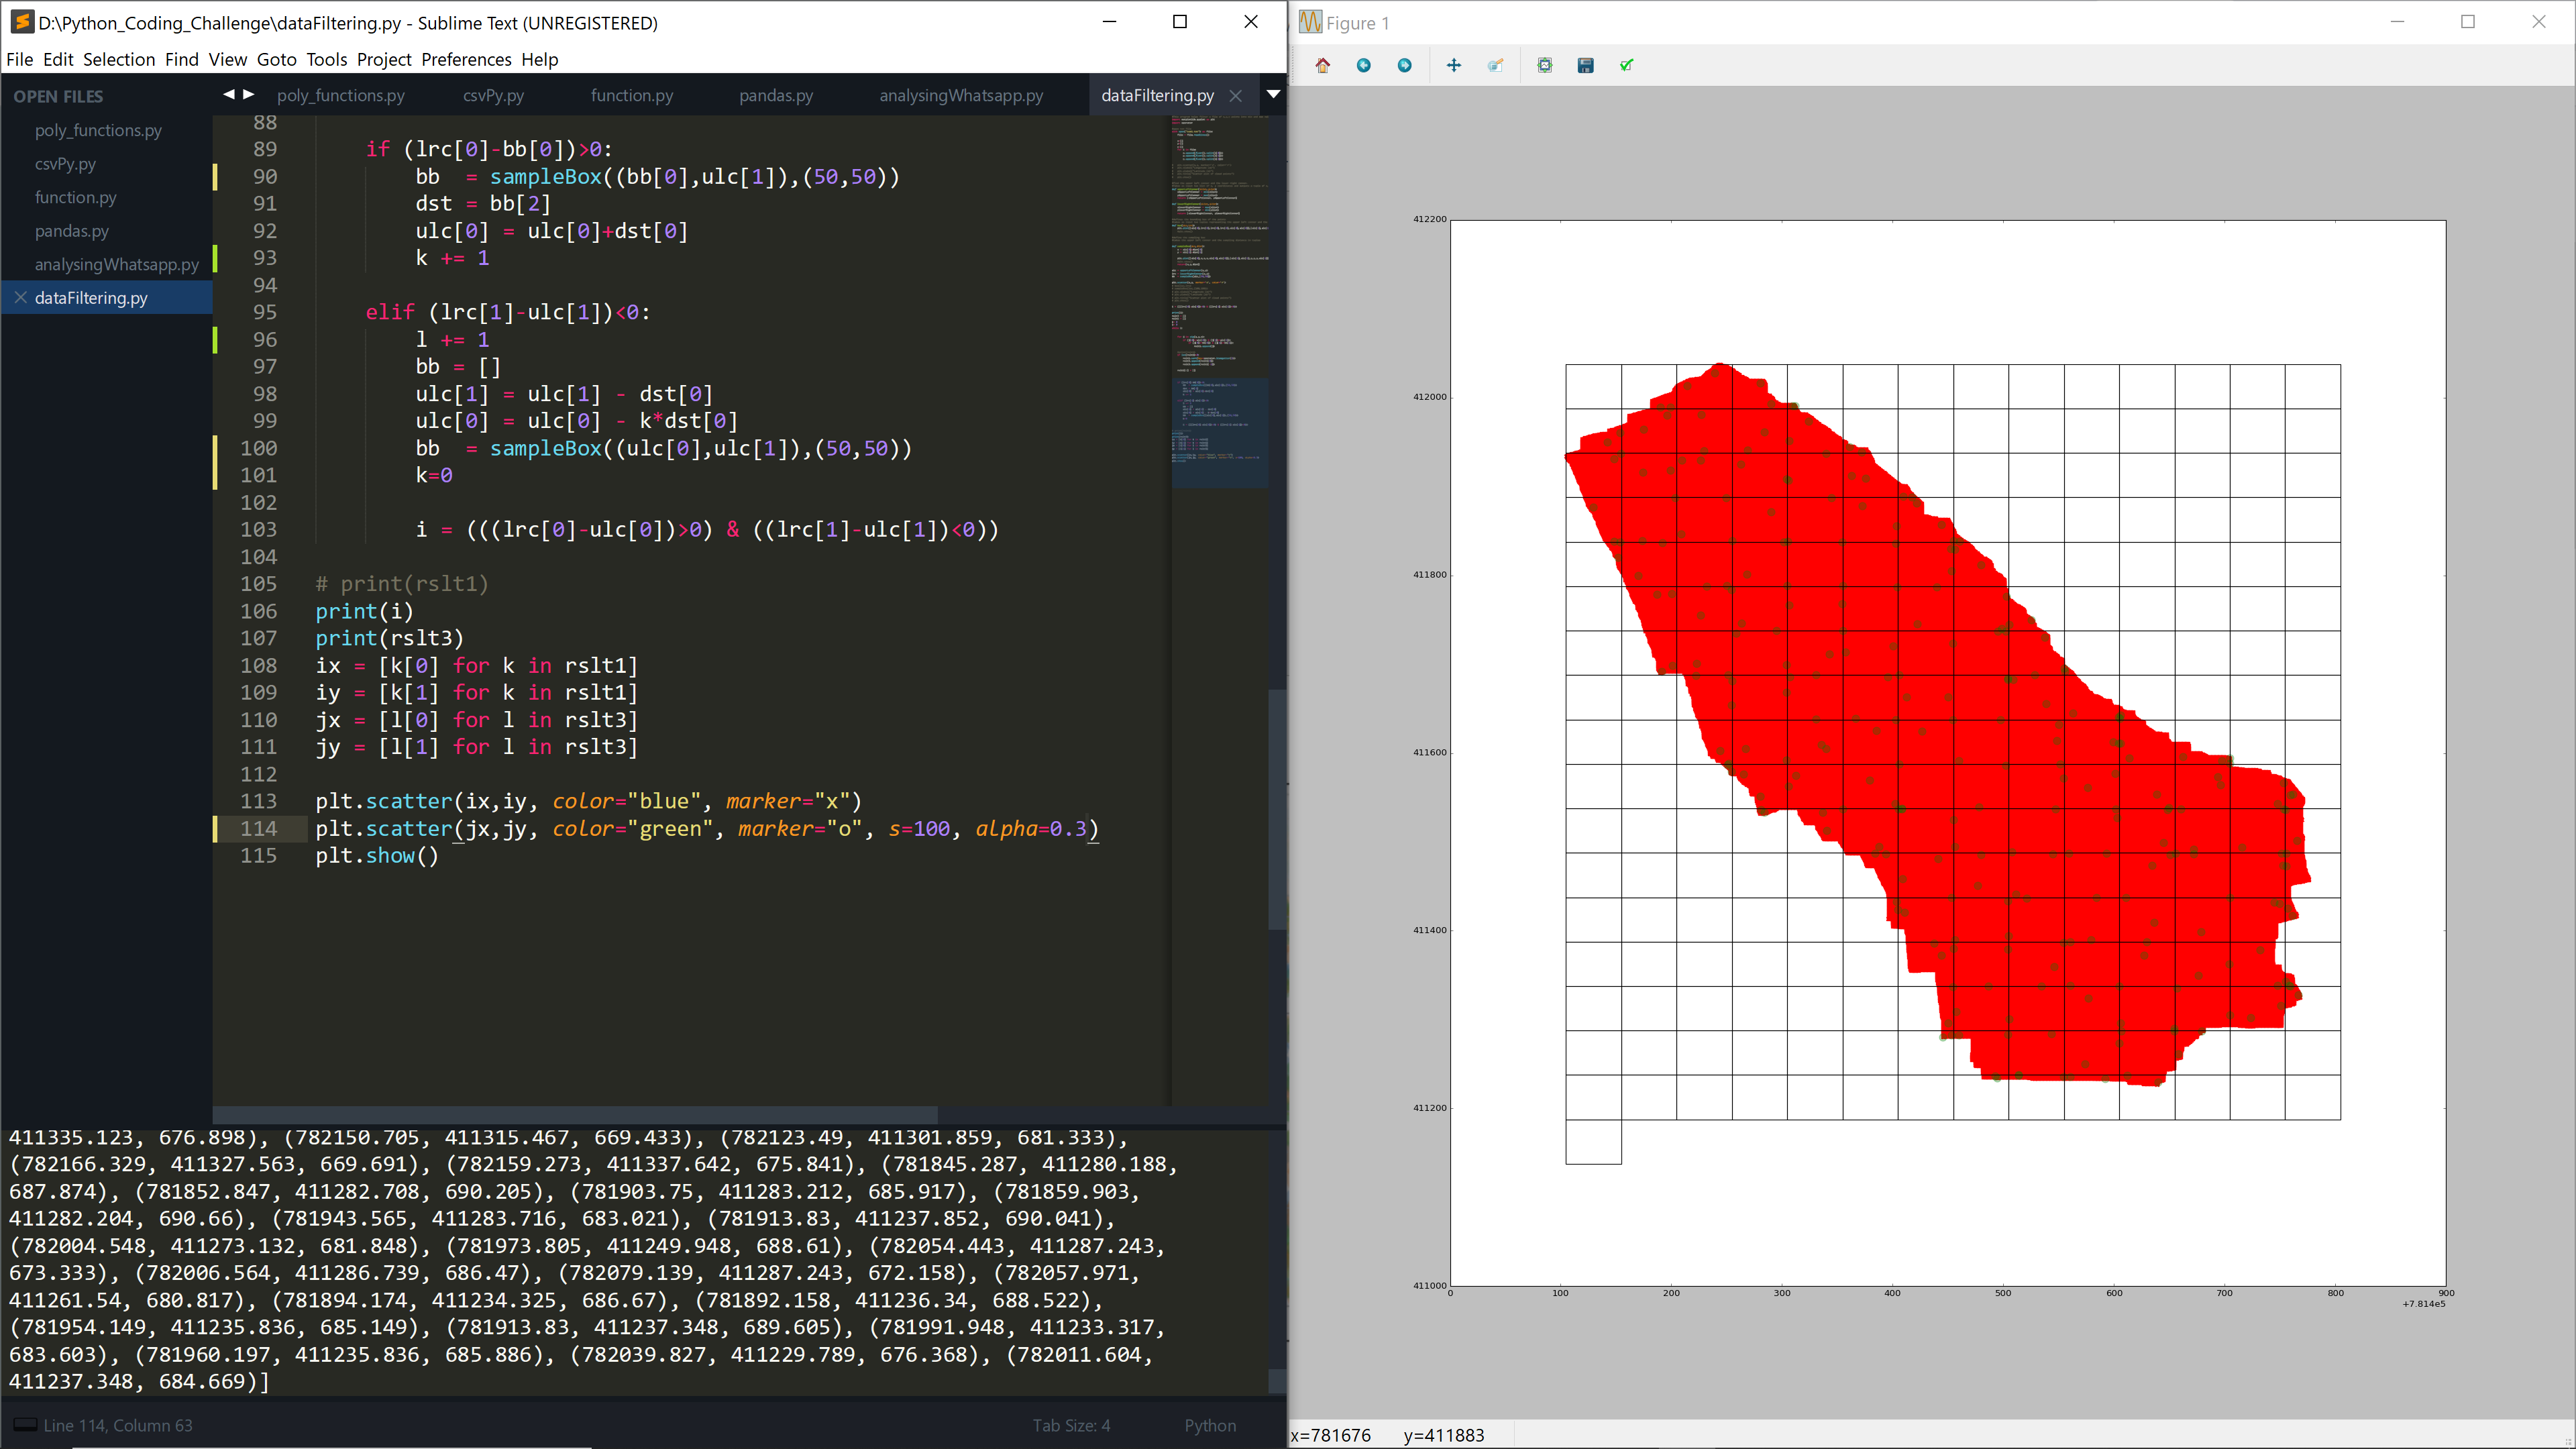 D:\Python_Coding_Challenge\dataFiltering.py - Sublime Text (UNREGISTERED)
File Edit Selection Find View Goto Tools Project Preferences Help
OPEN FILES
poly_functions.py
csvPy.py
function.py
pandas.py
analysingWhatsapp.py
dataFiltering.py
poly_functions.py csvPy.py function.py pandas.py analysingWhatsapp.py dataFiltering.py
88
89 if (lrc[0]-bb[0])>0:
90 bb  = sampleBox((bb[0],ulc[1]),(50,50))
91 dst = bb[2]
92 ulc[0] = ulc[0]+dst[0]
93 k += 1
94
95 elif (lrc[1]-ulc[1])<0:
96 l += 1
97 bb = []
98 ulc[1] = ulc[1] - dst[0]
99 ulc[0] = ulc[0] - k*dst[0]
100 bb  = sampleBox((ulc[0],ulc[1]),(50,50))
101 k=0
102
103 i = (((lrc[0]-ulc[0])>0) & ((lrc[1]-ulc[1])<0))
104
105 # print(rslt1)
106 print(i)
107 print(rslt3)
108 ix = [k[0] for k in rslt1]
109 iy = [k[1] for k in rslt1]
110 jx = [l[0] for l in rslt3]
111 jy = [l[1] for l in rslt3]
112
113 plt.scatter(ix,iy, color="blue", marker="x")
114 plt.scatter(jx,jy, color="green", marker="o", s=100, alpha=0.3)
115 plt.show()
411335.123, 676.898), (782150.705, 411315.467, 669.433), (782123.49, 411301.859, 681.333),
(782166.329, 411327.563, 669.691), (782159.273, 411337.642, 675.841), (781845.287, 411280.188,
687.874), (781852.847, 411282.708, 690.205), (781903.75, 411283.212, 685.917), (781859.903,
411282.204, 690.66), (781943.565, 411283.716, 683.021), (781913.83, 411237.852, 690.041),
(782004.548, 411273.132, 681.848), (781973.805, 411249.948, 688.61), (782054.443, 411287.243,
673.333), (782006.564, 411286.739, 686.47), (782079.139, 411287.243, 672.158), (782057.971,
411261.54, 680.817), (781894.174, 411234.325, 686.67), (781892.158, 411236.34, 688.522),
(781954.149, 411235.836, 685.149), (781913.83, 411237.348, 689.605), (781991.948, 411233.317,
683.603), (781960.197, 411235.836, 685.886), (782039.827, 411229.789, 676.368), (782011.604,
411237.348, 684.669)]
Line 114, Column 63 Tab Size: 4 Python
Figure 1
412200
412000
411800
411600
411400
411200
411000
0 100 200 300 400 500 600 700 800 900
+7.814e5
x=781676 y=411883